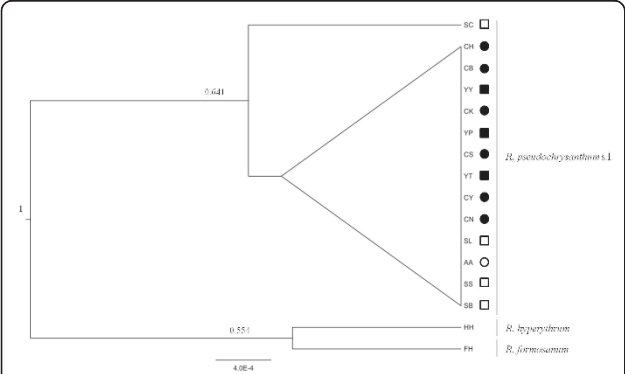 SC
CH
CB
YY
0.641
CK
YP
CS
R. pseudochrysanthum s.l.
YT
CY
CN
1
SL
AA
SS
SB
0.554
HH
R. hyperythrum
FH
R. formosanum
4.0E-4